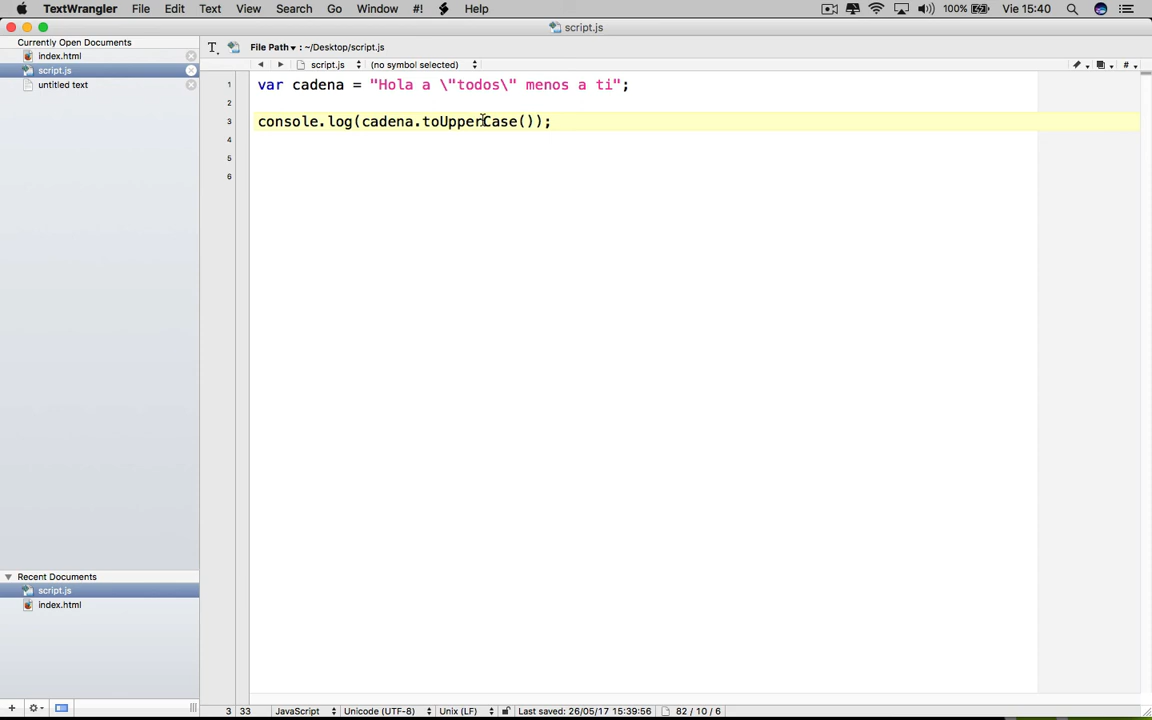 TextWrangler File Edit Text View Search Go Window #! Help 100% Vie 15:40
script.js
Currently Open Documents
index.html
script.js
untitled text
File Path ▾ : ~/Desktop/script.js
script.js (no symbol selected) #
1 var cadena = "Hola a \"todos\" menos a ti";
2
3 console.log(cadena.toUpperCase());
4
5
6
Recent Documents
script.js
index.html
3 33 JavaScript Unicode (UTF-8) Unix (LF) Last saved: 26/05/17 15:39:56 82 / 10 / 6